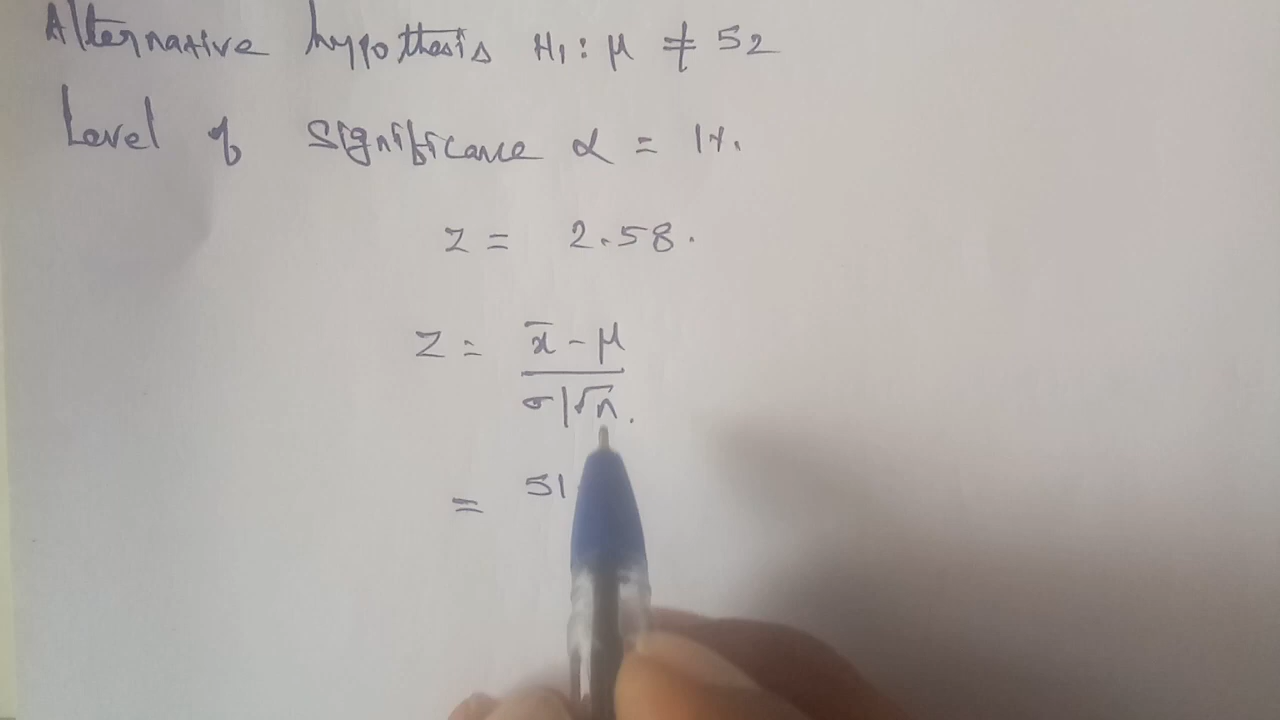 Alternative hypothesis H₁ : μ ≠ 52
Level of significance α = 1%.
Z = 2.58.
Z = x̄ - μ
σ/√n.
= 51